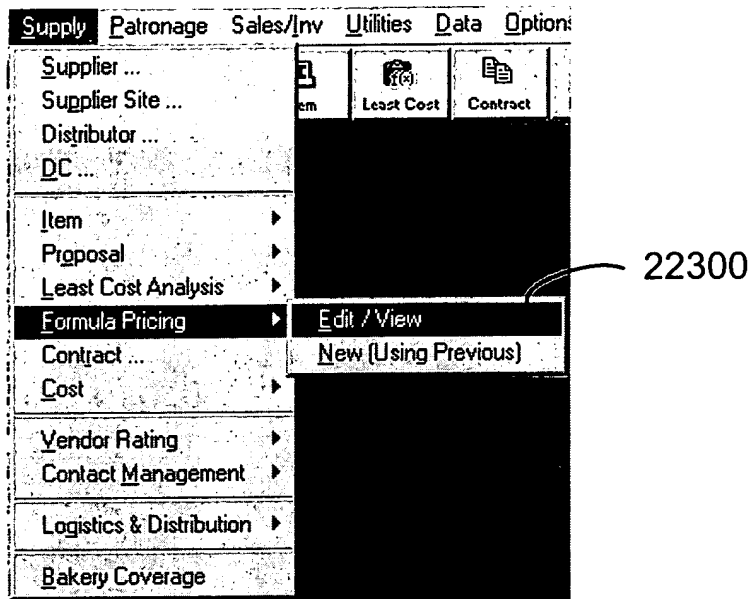 Supply Patronage Sales/Inv Utilities Data Option
Supplier ...
Supplier Site ...
Distributor ...
DC ...
Least Cost Contract
Item
Proposal
Least Cost Analysis
Formula Pricing
Edit / View
New (Using Previous)
Contract ...
Cost
Vendor Rating
Contact Management
Logistics & Distribution
Bakery Coverage
22300